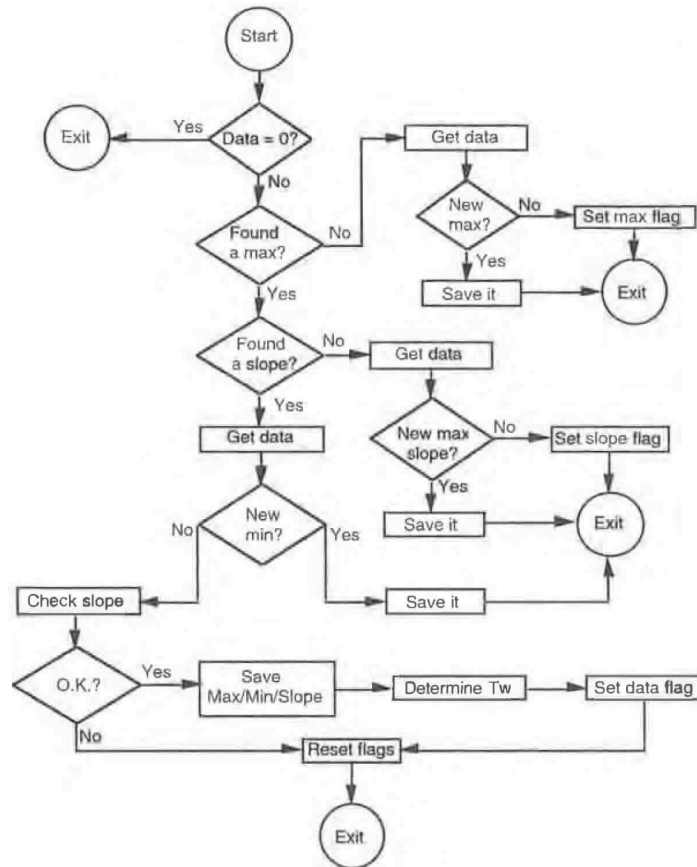 Start
Exit
Yes
Data = 0?
No
Get data
Found
a max?
No
New
max?
No
Set max flag
Yes
Save it
Exit
Yes
Found
a slope?
No
Get data
Yes
Get data
New max
slope?
No
Set slope flag
Yes
Save it
Exit
No
New
min?
Yes
Check slope
Save it
O.K.?
Yes
Save
Max/Min/Slope
Determine Tw
Set data flag
No
Reset flags
Exit